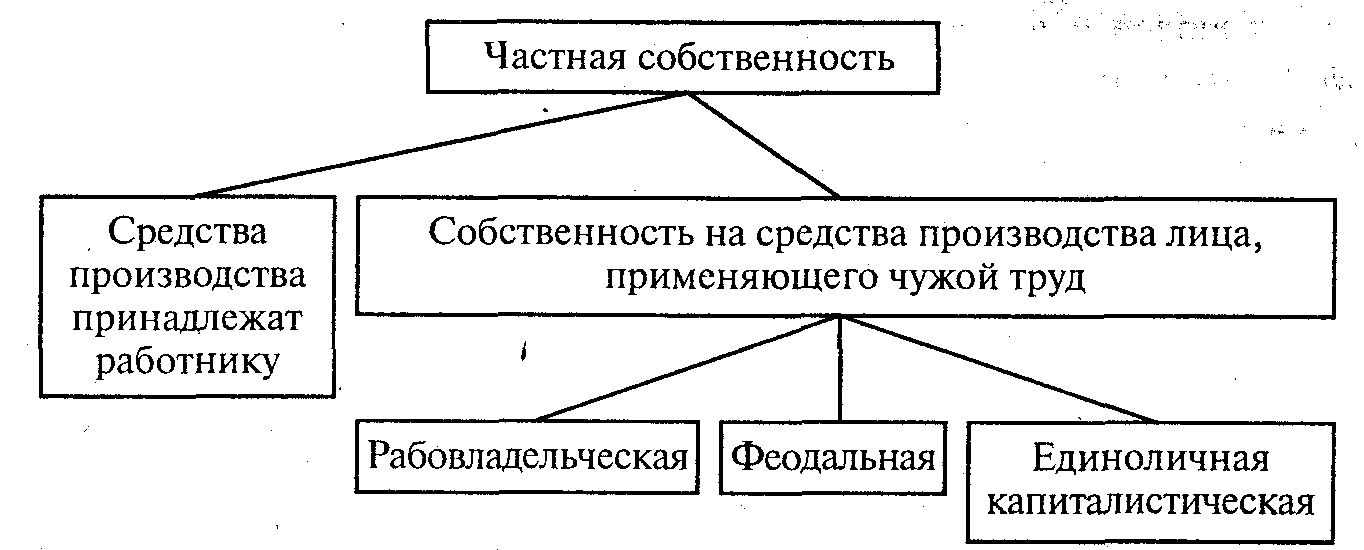 Частная собственность
Средства
производства
принадлежат
работнику
Собственность на средства производства лица,
применяющего чужой труд
Рабовладельческая
Феодальная
Единоличная
капиталистическая